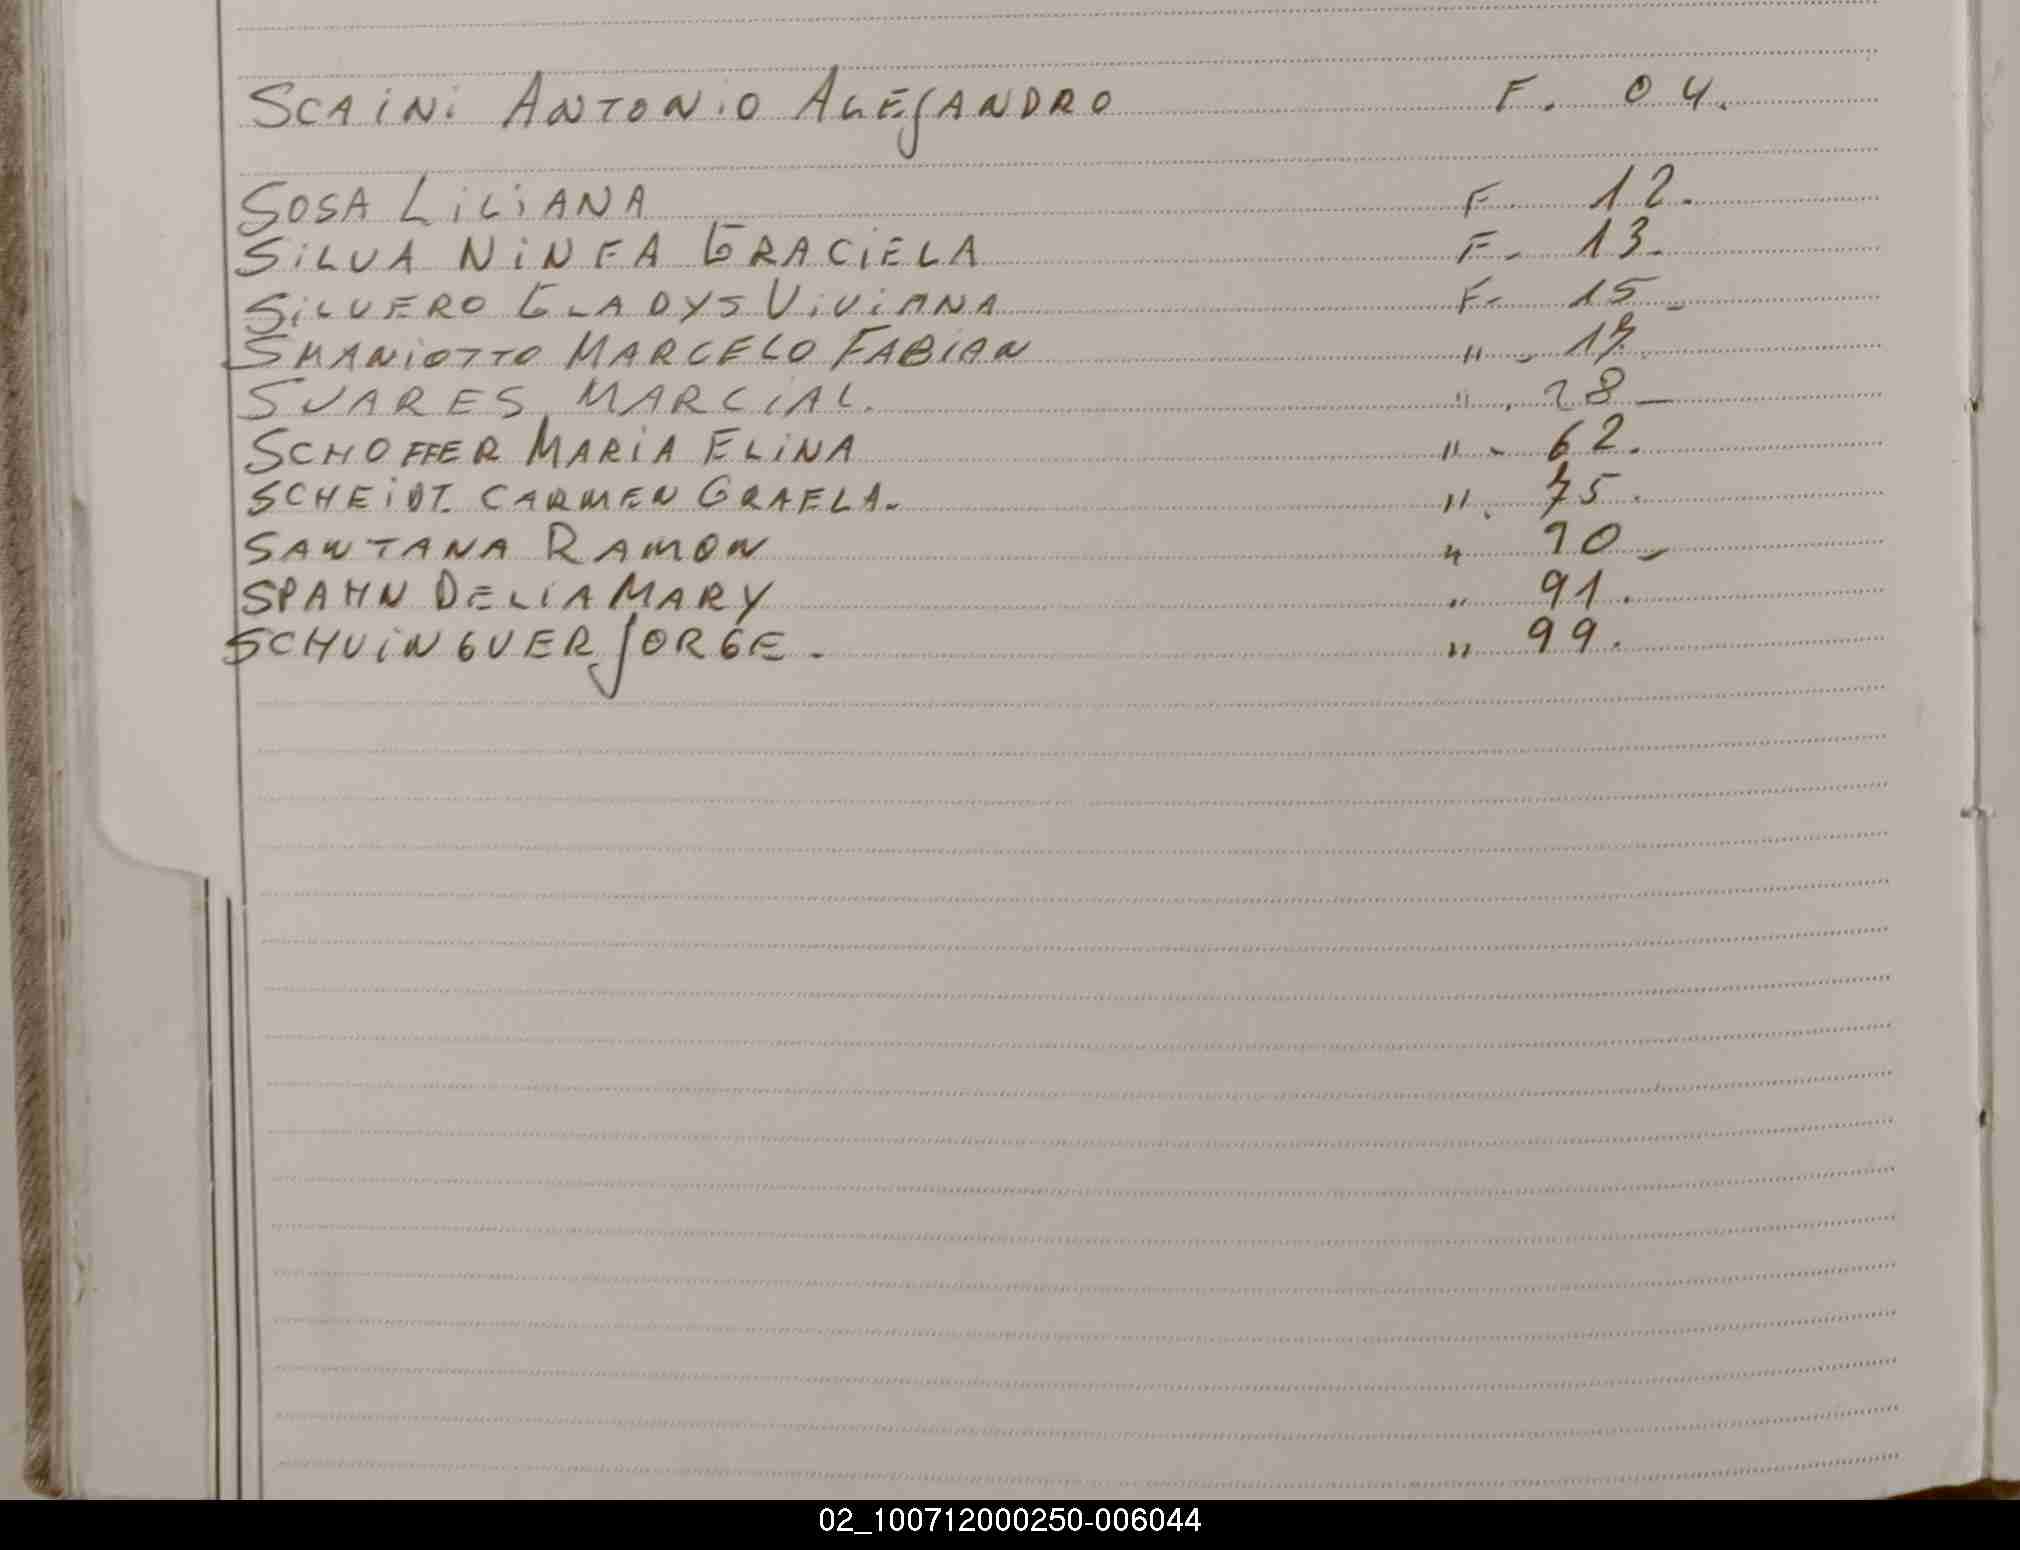 SCAiNi ANTONiO ALEJANDRO F. 04.
SOSA LiLiANA F. 12.
SiLVA NiNFA GRACiELA F- 13-
SiLVERO GLADYS ViViANA F- 15-
SMANiOTTO MARCELO FABiAN " - 17
SUARES MARCiAL. " . 28-
SCHOFFER MARiA ELiNA " - 62.
SCHEiDT. CARMEN GRAELA. ". 75.
SANTANA RAMON " 90-
SPAHN DELiA MARY " 91.
SCHUiNGUER JORGE. " 99.
02_100712000250-006044